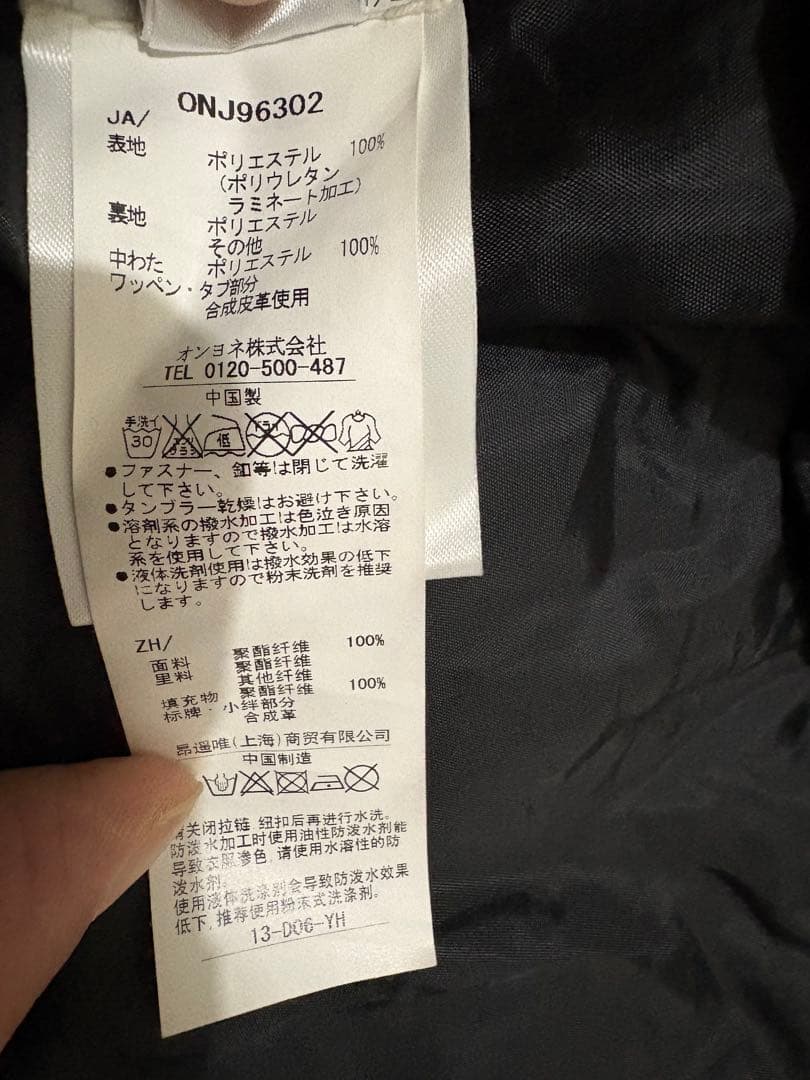 ONJ96302
JA/
表地 ポリエステル 100%
(ポリウレタン
ラミネート加工)
裏地 ポリエステル
その他
中わた ポリエステル 100%
ワッペン・タブ部分
合成皮革使用
オンヨネ株式会社
TEL 0120-500-487
中国製
手洗イ 30 低
●ファスナー、釦等は閉じて洗濯
して下さい。
●タンブラー乾燥はお避け下さい。
●溶剤系の撥水加工は色泣き原因
となりますので撥水加工は水溶
系を使用して下さい。
●液体洗剤使用は撥水効果の低下
になりますので粉末洗剤を推奨
します。
ZH/
面料 聚酯纤维 100%
里料 聚酯纤维
其他纤维
填充物 聚酯纤维 100%
标牌・小绊部分
合成革
昂遥唯(上海)商贸有限公司
中国制造
关闭拉链,纽扣后再进行水洗。
防泼水加工时使用油性防泼水剂能
导致衣服渗色,请使用水溶性的防
泼水剂。
使用液体洗涤剂会导致防泼水效果
低下,推荐使用粉末式洗涤剂。
13-D06-YH